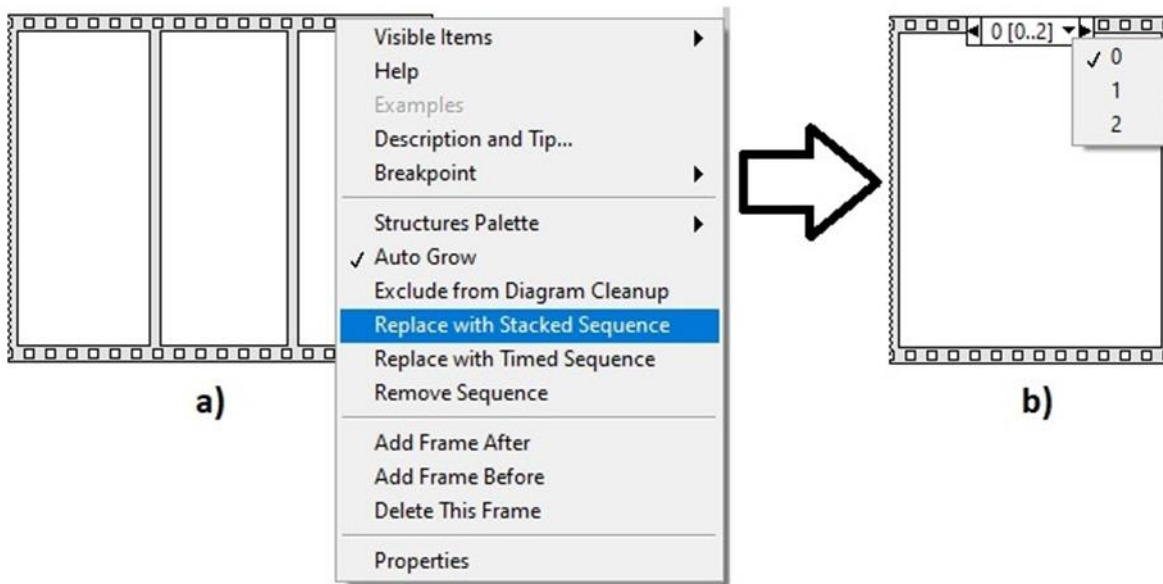 Visible Items
Help
Examples
Description and Tip...
Breakpoint
Structures Palette
✓ Auto Grow
Exclude from Diagram Cleanup
Replace with Stacked Sequence
Replace with Timed Sequence
Remove Sequence
Add Frame After
Add Frame Before
Delete This Frame
Properties
a)
0 [0..2]
✓ 0
1
2
b)